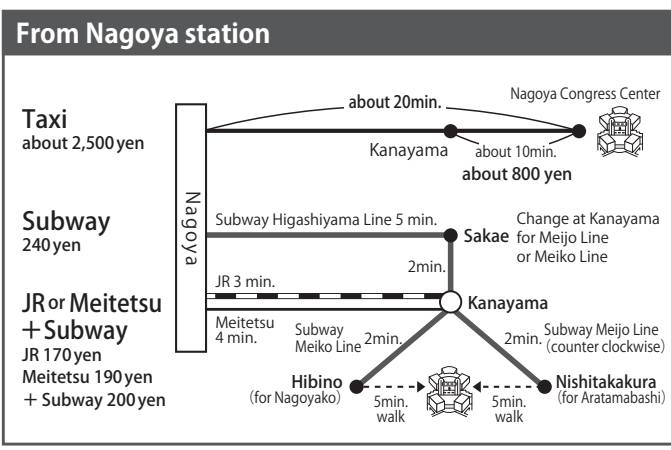 From Nagoya station
Taxi
about 2,500 yen
about 20min.
Nagoya Congress Center
Kanayama
about 10min.
about 800 yen
Nagoya
Subway
240 yen
Subway Higashiyama Line 5 min.
Sakae
Change at Kanayama
for Meijo Line
or Meiko Line
2min.
JR or Meitetsu
+Subway
JR 170 yen
Meitetsu 190 yen
+ Subway 200 yen
JR 3 min.
Meitetsu
4 min.
Kanayama
Subway
Meiko Line
2min.
2min.
Subway Meijo Line
(counter clockwise)
Hibino
(for Nagoyako)
5min.
walk
5min.
walk
Nishitakakura
(for Aratamabashi)